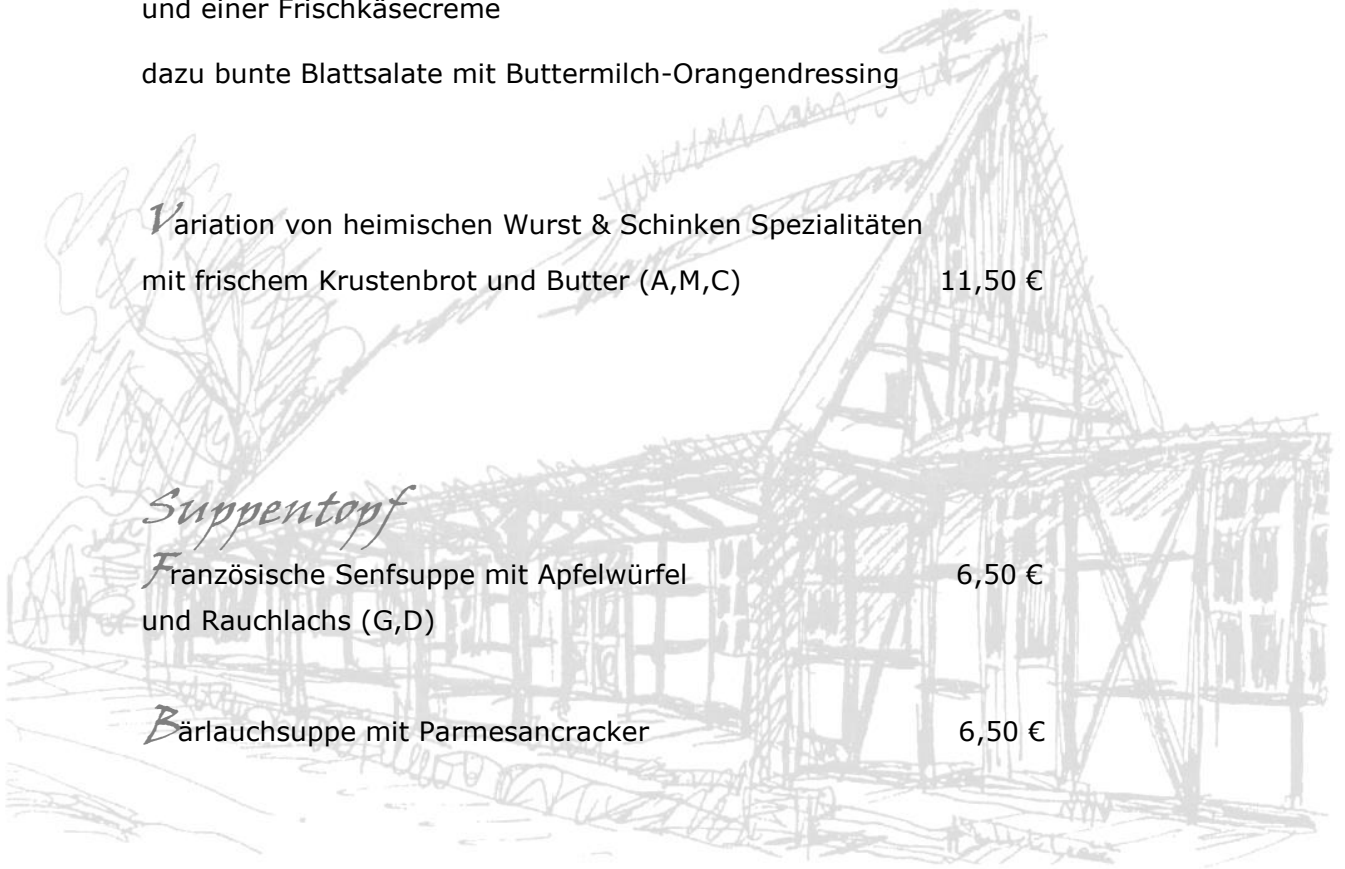 und einer Frischkäsecreme
dazu bunte Blattsalate mit Buttermilch-Orangendressing
Variation von heimischen Wurst & Schinken Spezialitäten
mit frischem Krustenbrot und Butter (A,M,C) 11,50 €
Suppentopf
Französische Senfsuppe mit Apfelwürfel 6,50 €
und Rauchlachs (G,D)
Bärlauchsuppe mit Parmesancracker 6,50 €